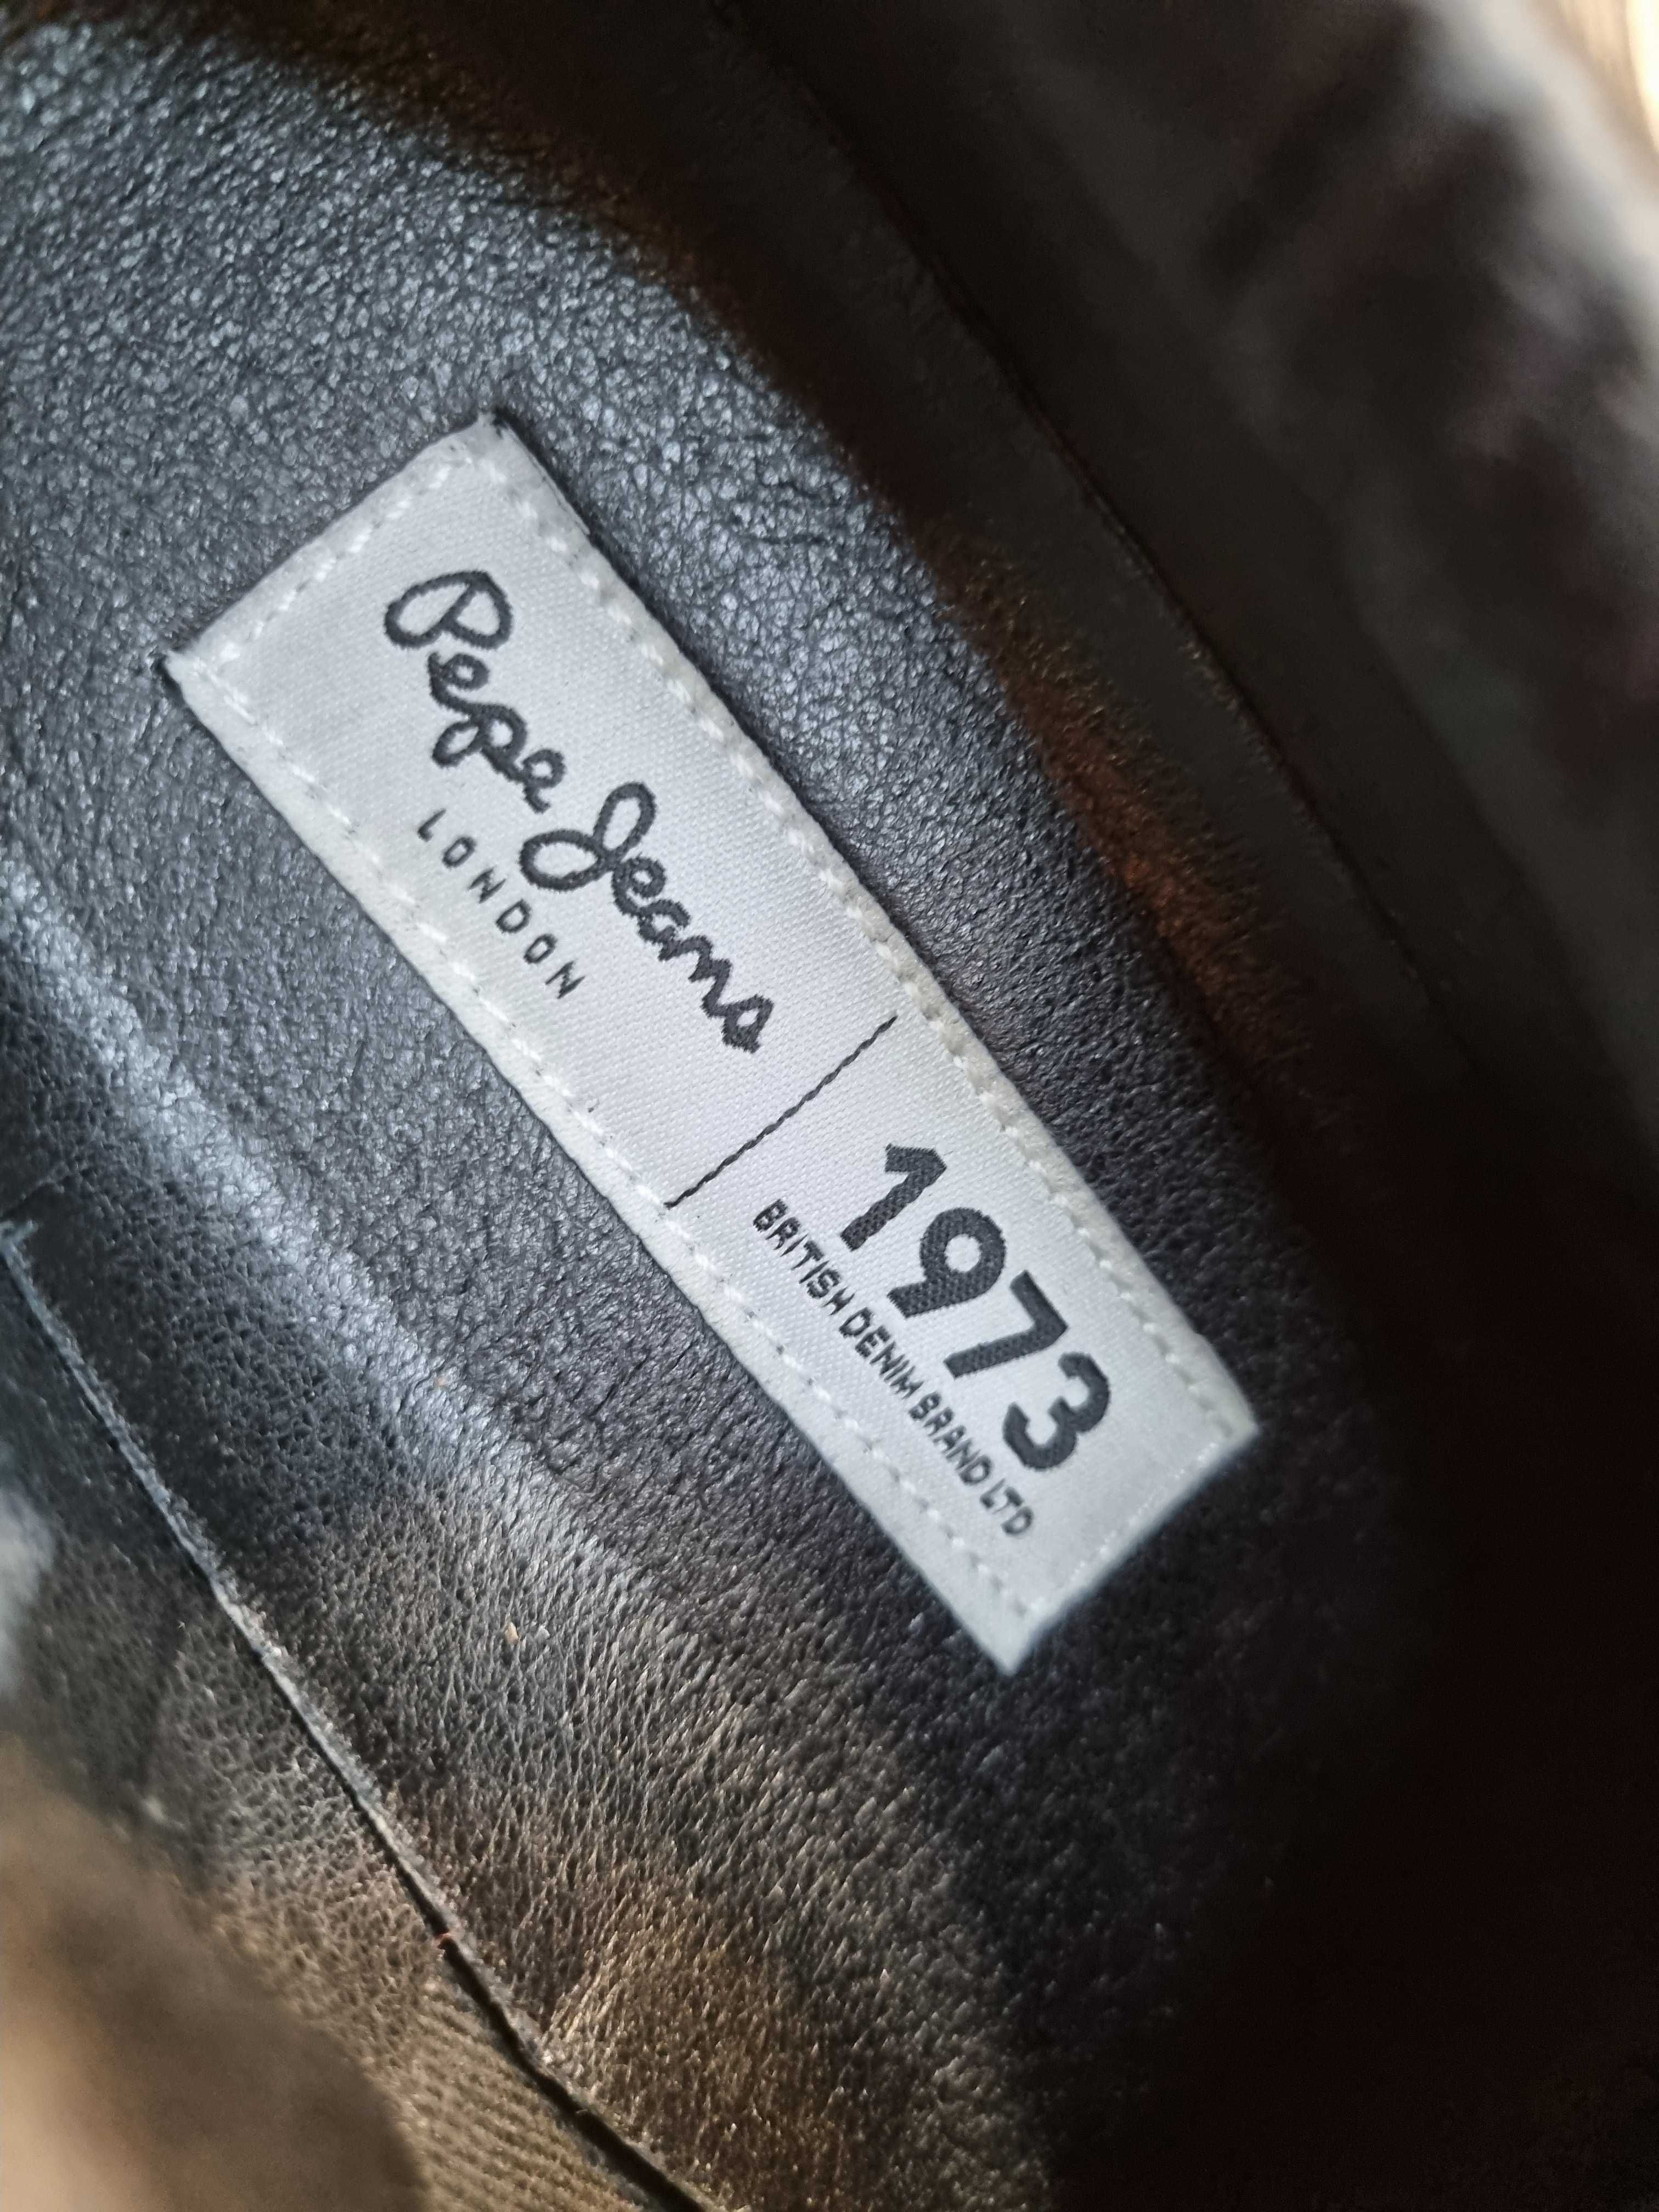 Pepe Jeans
LONDON
1973
BRITISH DENIM BRAND LTD